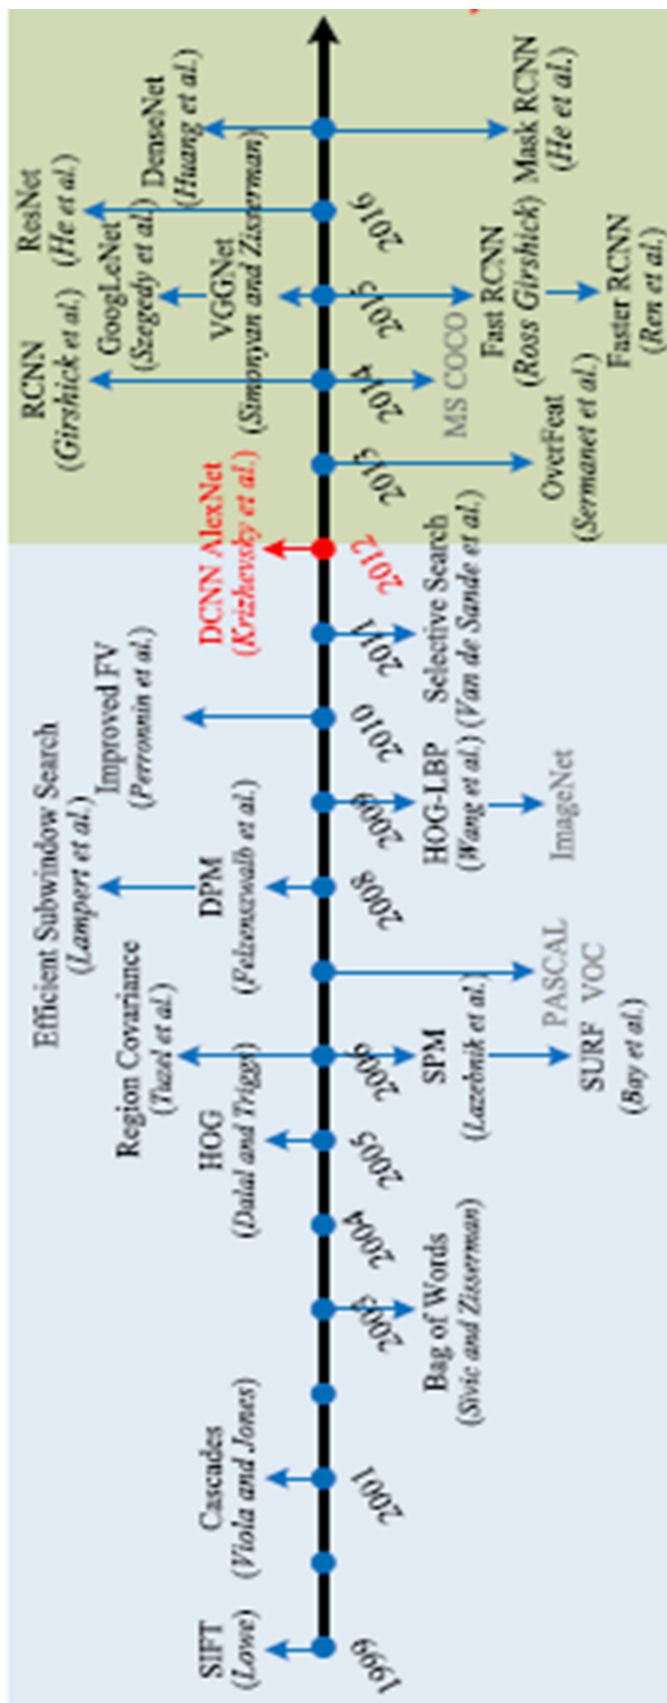 SIFT
(Lowe)
1999
Cascades
(Viola and Jones)
2001
Bag of Words
(Sivic and Zisserman)
2003
2004
HOG
(Dalal and Triggs)
2005
Region Covariance
(Tuzel et al.)
2006
SPM
(Lazebnik et al.)
SURF
(Bay et al.)
PASCAL
VOC
Efficient Subwindow Search
(Lampert et al.)
DPM
(Felzenszwalb et al.)
2008
2009
HOG-LBP
(Wang et al.)
ImageNet
Improved FV
(Perronnin et al.)
2010
2011
Selective Search
(Van de Sande et al.)
DCNN AlexNet
(Krizhevsky et al.)
2012
2013
OverFeat
(Sermanet et al.)
RCNN
(Girshick et al.)
2014
MS COCO
GoogLeNet
(Szegedy et al.)
VGGNet
(Simonyan and Zisserman)
2015
Fast RCNN
(Ross Girshick)
Faster RCNN
(Ren et al.)
ResNet
(He et al.)
2016
DenseNet
(Huang et al.)
Mask RCNN
(He et al.)